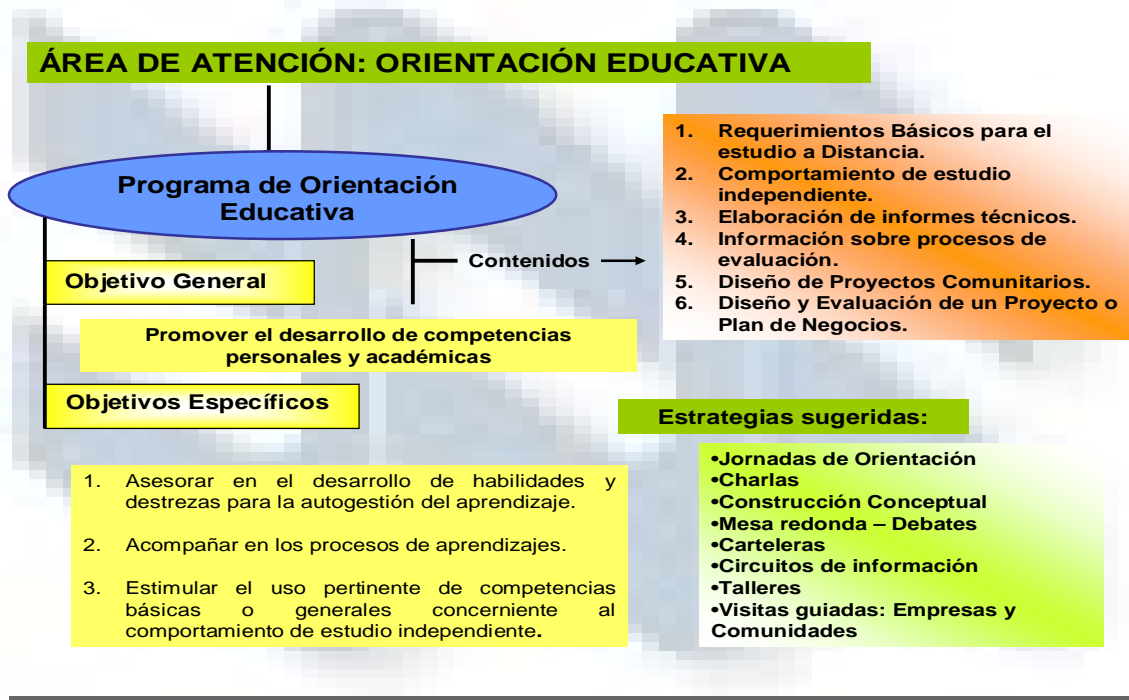 ÁREA DE ATENCIÓN: ORIENTACIÓN EDUCATIVA
Programa de Orientación
Educativa
Objetivo General
Promover el desarrollo de competencias
personales y académicas
Objetivos Específicos
1. Asesorar en el desarrollo de habilidades y
destrezas para la autogestión del aprendizaje.
2. Acompañar en los procesos de aprendizajes.
3. Estimular el uso pertinente de competencias
básicas o generales concerniente al
comportamiento de estudio independiente.
Contenidos
1. Requerimientos Básicos para el
estudio a Distancia.
2. Comportamiento de estudio
independiente.
3. Elaboración de informes técnicos.
4. Información sobre procesos de
evaluación.
5. Diseño de Proyectos Comunitarios.
6. Diseño y Evaluación de un Proyecto o
Plan de Negocios.
Estrategias sugeridas:
•Jornadas de Orientación
•Charlas
•Construcción Conceptual
•Mesa redonda – Debates
•Carteleras
•Circuitos de información
•Talleres
•Visitas guiadas: Empresas y
Comunidades